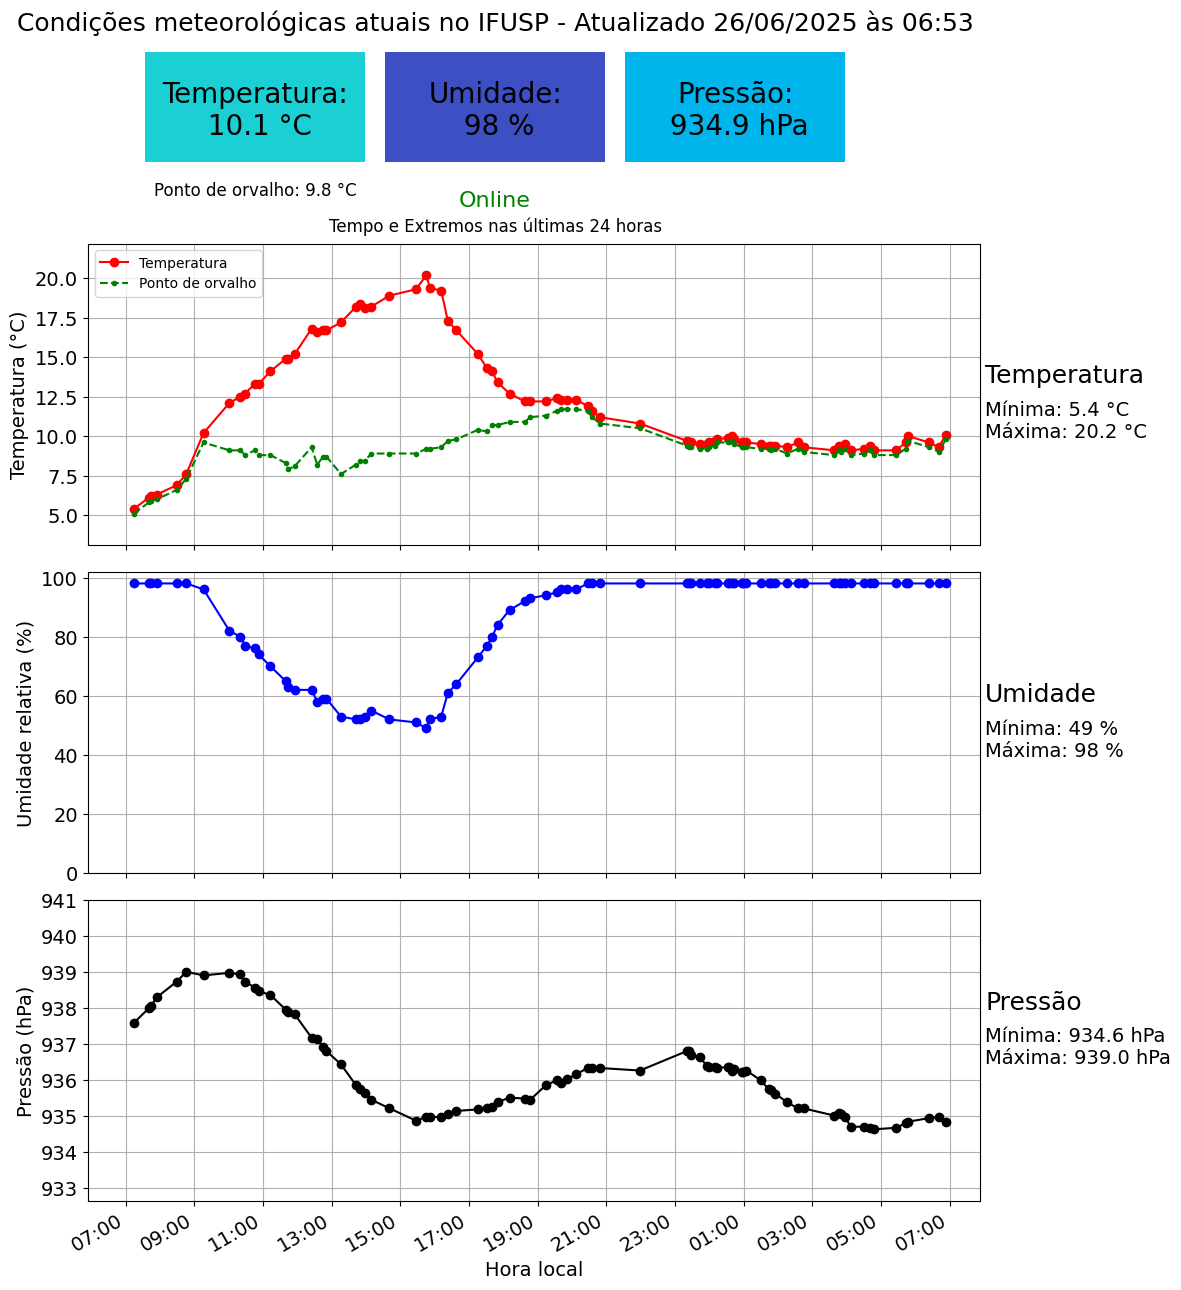 Condições meteorológicas atuais no IFUSP - Atualizado 26/06/2025 às 06:53
Temperatura:
10.1 °C
Umidade:
98 %
Pressão:
934.9 hPa
Ponto de orvalho: 9.8 °C
Online
Tempo e Extremos nas últimas 24 horas
Temperatura
Ponto de orvalho
Temperatura (°C)
20.0
17.5
15.0
12.5
10.0
7.5
5.0
Temperatura
Mínima: 5.4 °C
Máxima: 20.2 °C
Umidade relativa (%)
100
80
60
40
20
0
Umidade
Mínima: 49 %
Máxima: 98 %
Pressão (hPa)
941
940
939
938
937
936
935
934
933
Pressão
Mínima: 934.6 hPa
Máxima: 939.0 hPa
07:00 09:00 11:00 13:00 15:00 17:00 19:00 21:00 23:00 01:00 03:00 05:00 07:00
Hora local